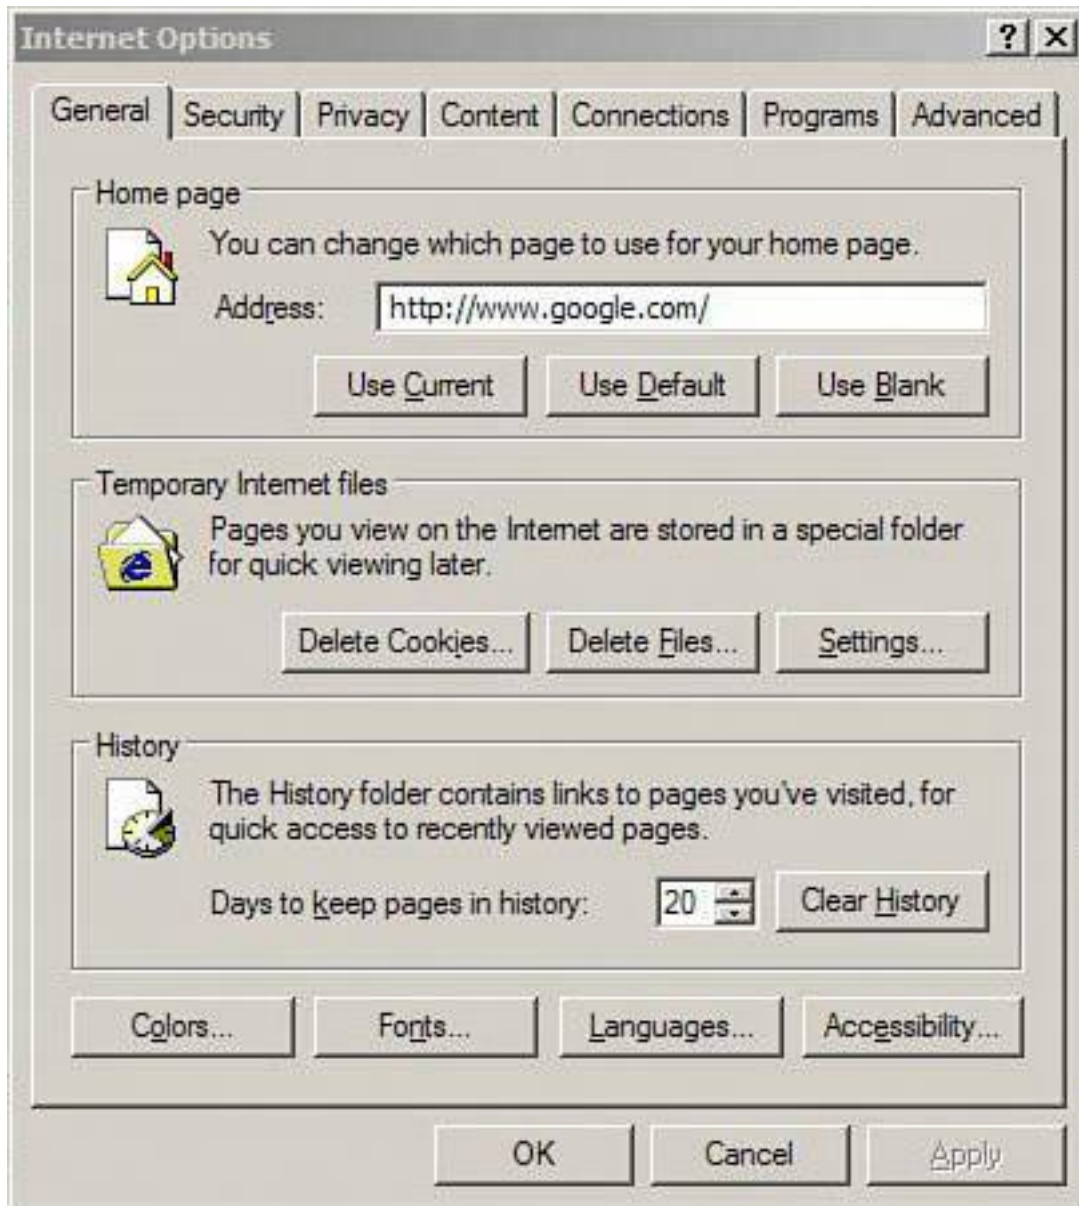 Internet Options
General Security Privacy Content Connections Programs Advanced
Home page
You can change which page to use for your home page.
Address: http://www.google.com/
Use Current Use Default Use Blank
Temporary Internet files
Pages you view on the Internet are stored in a special folder
for quick viewing later.
Delete Cookies... Delete Files... Settings...
History
The History folder contains links to pages you've visited, for
quick access to recently viewed pages.
Days to keep pages in history: 20 Clear History
Colors... Fonts... Languages... Accessibility...
OK Cancel Apply